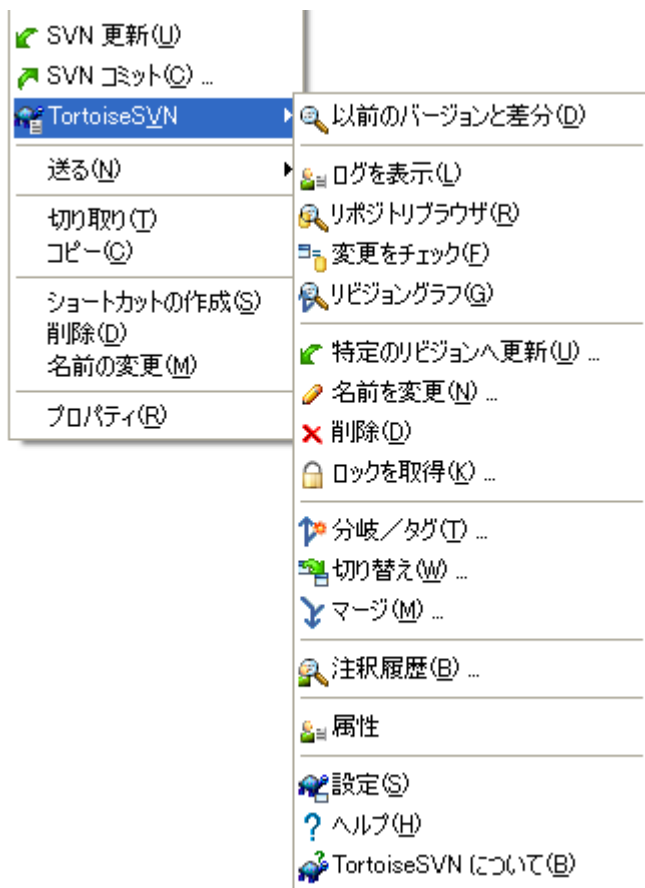 SVN 更新(U)
SVN コミット(C) ...
TortoiseSVN
送る(N)
切り取り(T)
コピー(C)
ショートカットの作成(S)
削除(D)
名前の変更(M)
プロパティ(R)
以前のバージョンと差分(D)
ログを表示(L)
リポジトリブラウザ(R)
変更をチェック(F)
リビジョングラフ(G)
特定のリビジョンへ更新(U) ...
名前を変更(N) ...
削除(D)
ロックを取得(K) ...
分岐／タグ(T) ...
切り替え(W) ...
マージ(M) ...
注釈履歴(B) ...
属性
設定(S)
ヘルプ(H)
TortoiseSVN について(B)